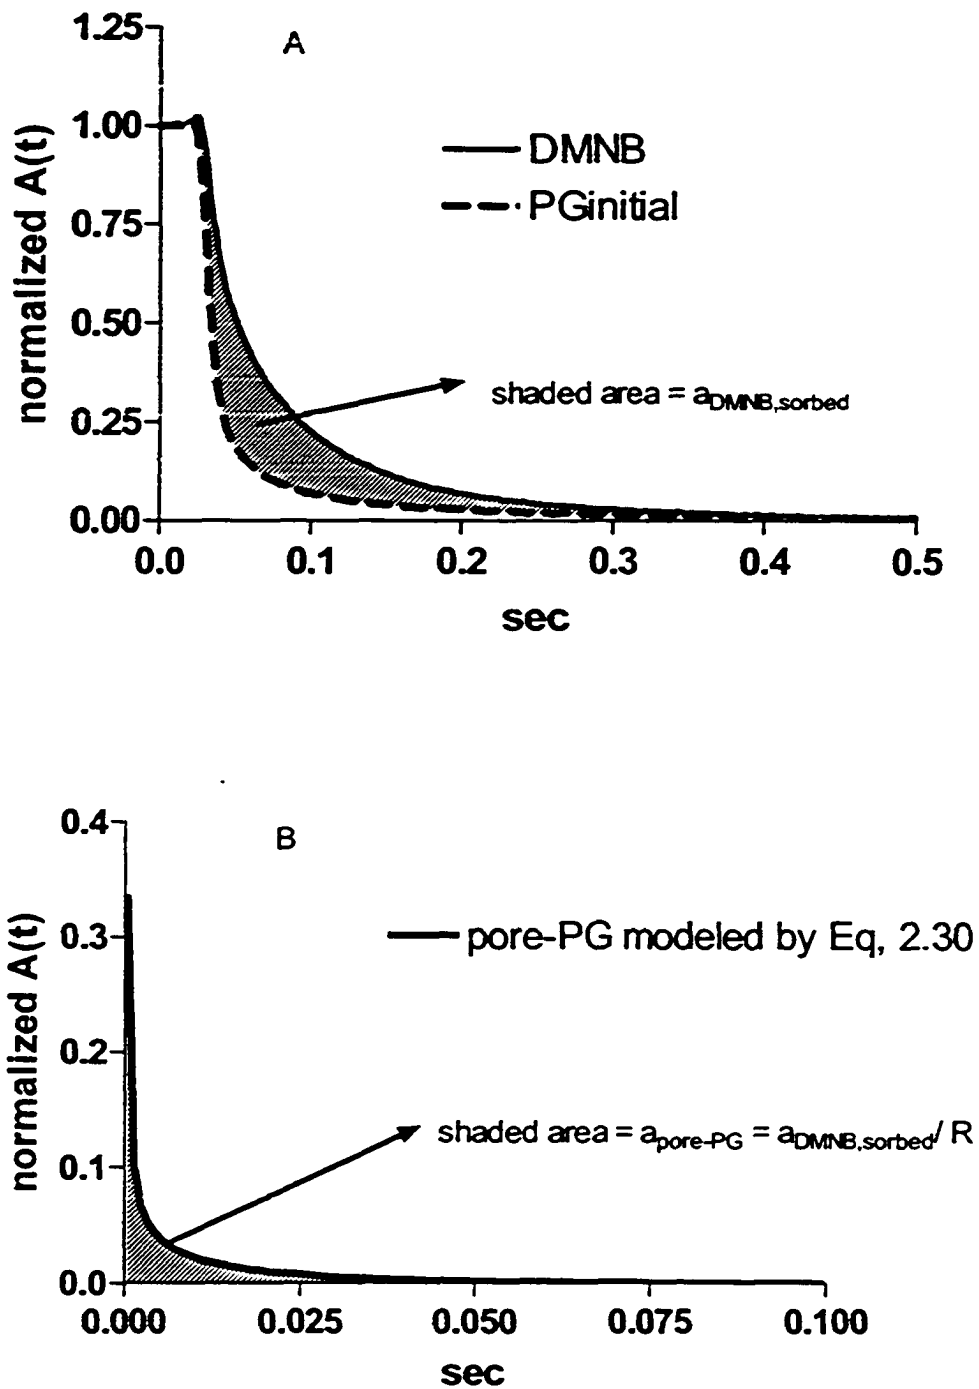 A
normalized A(t)
1.25
1.00
0.75
0.50
0.25
0.00
DMNB
PGinitial
shaded area = aDMNB,sorbed
0.0 0.1 0.2 0.3 0.4 0.5
sec
B
normalized A(t)
0.4
0.3
0.2
0.1
0.0
pore-PG modeled by Eq, 2.30
shaded area = apore-PG = aDMNB,sorbed/ R
0.000 0.025 0.050 0.075 0.100
sec